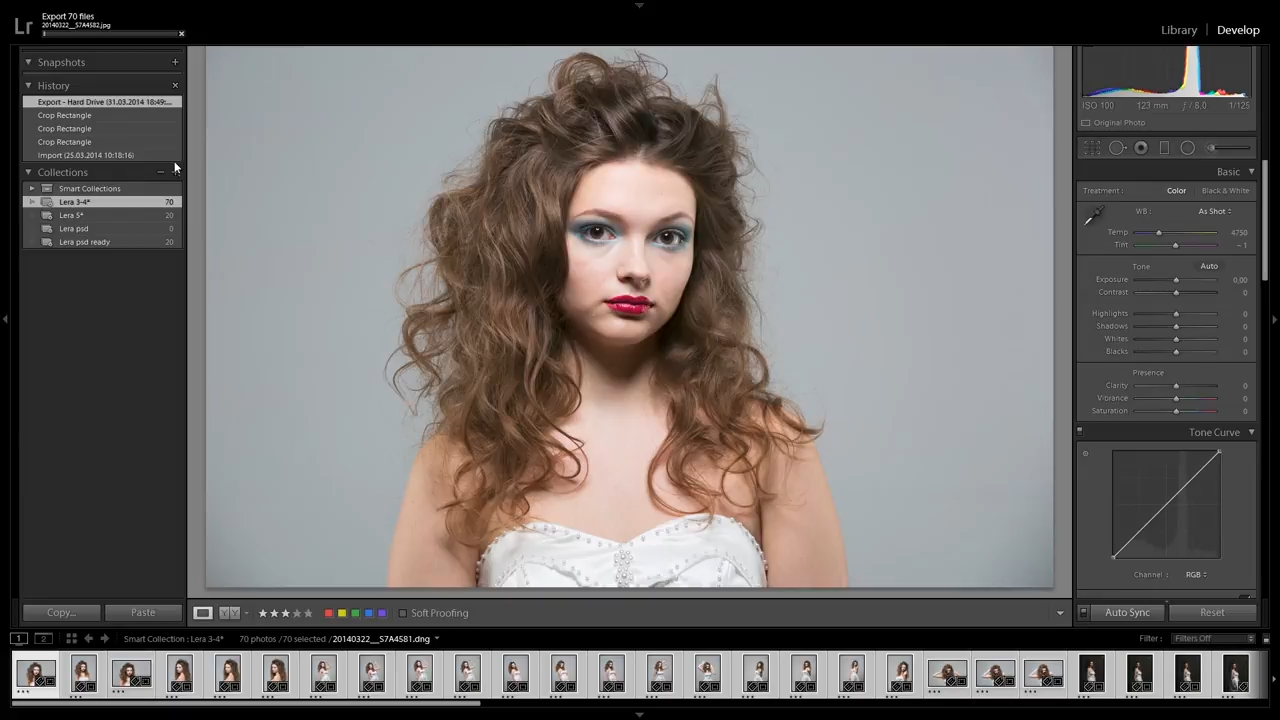 Lr
Export 70 files
20140322__S7A4582.jpg
Library
Develop
Snapshots
History
Export - Hard Drive (31.03.2014 18:49:...
Crop Rectangle
Crop Rectangle
Crop Rectangle
Import (25.03.2014 10:18:16)
Collections
Smart Collections
Lera 3-4* 70
Lera 5* 20
Lera psd 0
Lera psd ready 20
ISO 100 123 mm ƒ / 8,0 1/125
Original Photo
Basic
Treatment : Color Black & White
WB : As Shot
Temp 4750
Tint – 1
Tone Auto
Exposure 0,00
Contrast 0
Highlights 0
Shadows 0
Whites 0
Blacks 0
Presence
Clarity 0
Vibrance 0
Saturation 0
Tone Curve
Channel : RGB
Copy... Paste
Soft Proofing
Auto Sync Reset
1 2 Smart Collection : Lera 3-4* 70 photos / 70 selected / 20140322__S7A4581.dng
Filter : Filters Off